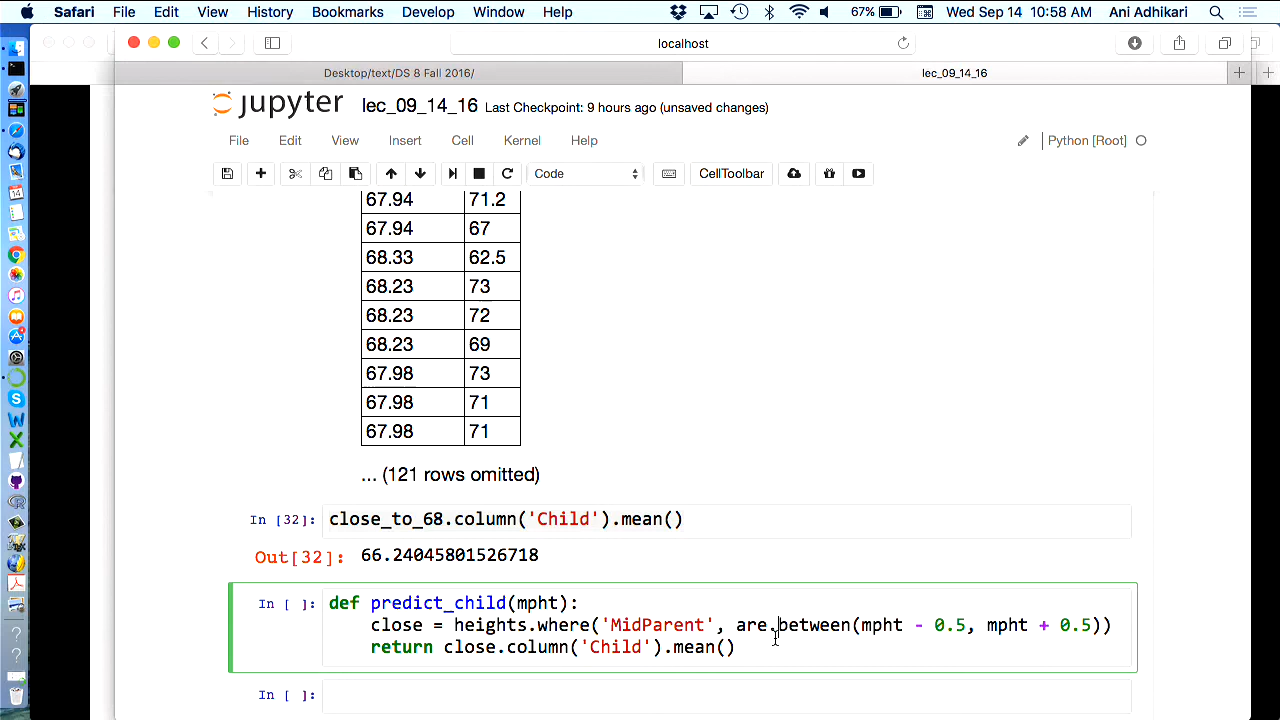 Safari File Edit View History Bookmarks Develop Window Help 67% Wed Sep 14 10:58 AM Ani Adhikari
localhost
Desktop/text/DS 8 Fall 2016/ lec_09_14_16
jupyter lec_09_14_16 Last Checkpoint: 9 hours ago (unsaved changes)
File Edit View Insert Cell Kernel Help Python [Root]
Code CellToolbar
67.94 71.2
67.94 67
68.33 62.5
68.23 73
68.23 72
68.23 69
67.98 73
67.98 71
67.98 71
... (121 rows omitted)
In [32]: close_to_68.column('Child').mean()
Out[32]: 66.24045801526718
In [ ]: def predict_child(mpht):
close = heights.where('MidParent', are.between(mpht - 0.5, mpht + 0.5))
return close.column('Child').mean()
In [ ]: